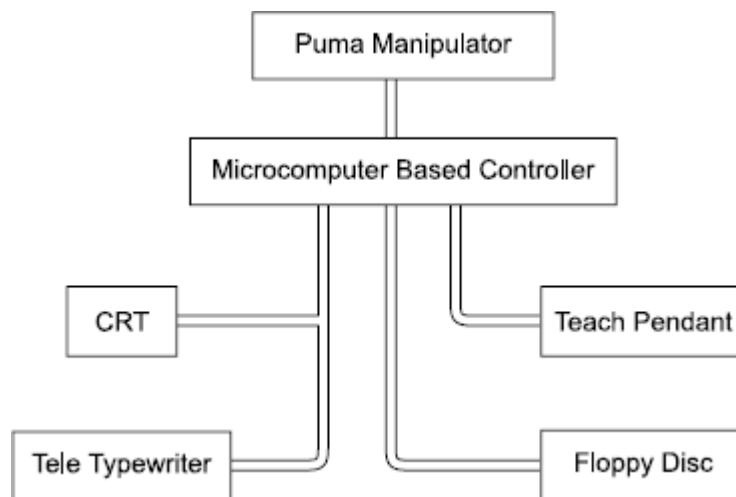 Puma Manipulator
Microcomputer Based Controller
CRT
Teach Pendant
Tele Typewriter
Floppy Disc